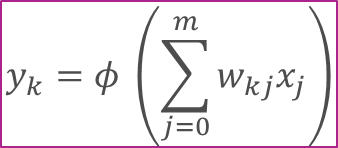 y_k = ϕ ( ∑_{j=0}^{m} w_{kj} x_j )